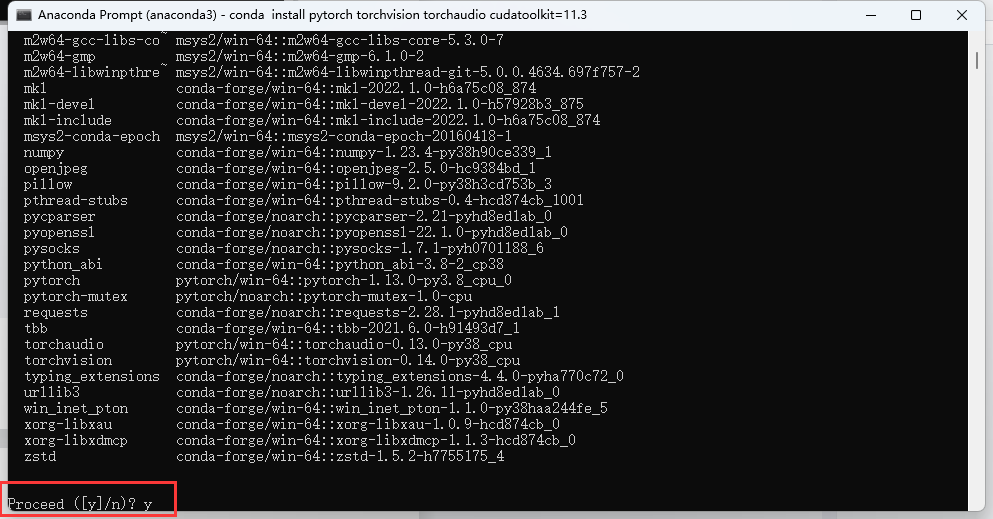 Anaconda Prompt (anaconda3) - conda  install pytorch torchvision torchaudio cudatoolkit=11.3
m2w64-gcc-libs-co~ msys2/win-64::m2w64-gcc-libs-core-5.3.0-7
m2w64-gmp          msys2/win-64::m2w64-gmp-6.1.0-2
m2w64-libwinpthre~ msys2/win-64::m2w64-libwinpthread-git-5.0.0.4634.697f757-2
mkl                conda-forge/win-64::mkl-2022.1.0-h6a75c08_874
mkl-devel          conda-forge/win-64::mkl-devel-2022.1.0-h57928b3_875
mkl-include        conda-forge/win-64::mkl-include-2022.1.0-h6a75c08_874
msys2-conda-epoch  msys2/win-64::msys2-conda-epoch-20160418-1
numpy              conda-forge/win-64::numpy-1.23.4-py38h90ce339_1
openjpeg           conda-forge/win-64::openjpeg-2.5.0-hc9384bd_1
pillow             conda-forge/win-64::pillow-9.2.0-py38h3cd753b_3
pthread-stubs      conda-forge/win-64::pthread-stubs-0.4-hcd874cb_1001
pycparser          conda-forge/noarch::pycparser-2.21-pyhd8ed1ab_0
pyopenssl          conda-forge/noarch::pyopenssl-22.1.0-pyhd8ed1ab_0
pysocks            conda-forge/noarch::pysocks-1.7.1-pyh0701188_6
python_abi         conda-forge/win-64::python_abi-3.8-2_cp38
pytorch            pytorch/win-64::pytorch-1.13.0-py3.8_cpu_0
pytorch-mutex      pytorch/noarch::pytorch-mutex-1.0-cpu
requests           conda-forge/noarch::requests-2.28.1-pyhd8ed1ab_1
tbb                conda-forge/win-64::tbb-2021.6.0-h91493d7_1
torchaudio         pytorch/win-64::torchaudio-0.13.0-py38_cpu
torchvision        pytorch/win-64::torchvision-0.14.0-py38_cpu
typing_extensions  conda-forge/noarch::typing_extensions-4.4.0-pyha770c72_0
urllib3            conda-forge/noarch::urllib3-1.26.11-pyhd8ed1ab_0
win_inet_pton      conda-forge/win-64::win_inet_pton-1.1.0-py38haa244fe_5
xorg-libxau        conda-forge/win-64::xorg-libxau-1.0.9-hcd874cb_0
xorg-libxdmcp      conda-forge/win-64::xorg-libxdmcp-1.1.3-hcd874cb_0
zstd               conda-forge/win-64::zstd-1.5.2-h7755175_4
Proceed ([y]/n)? y